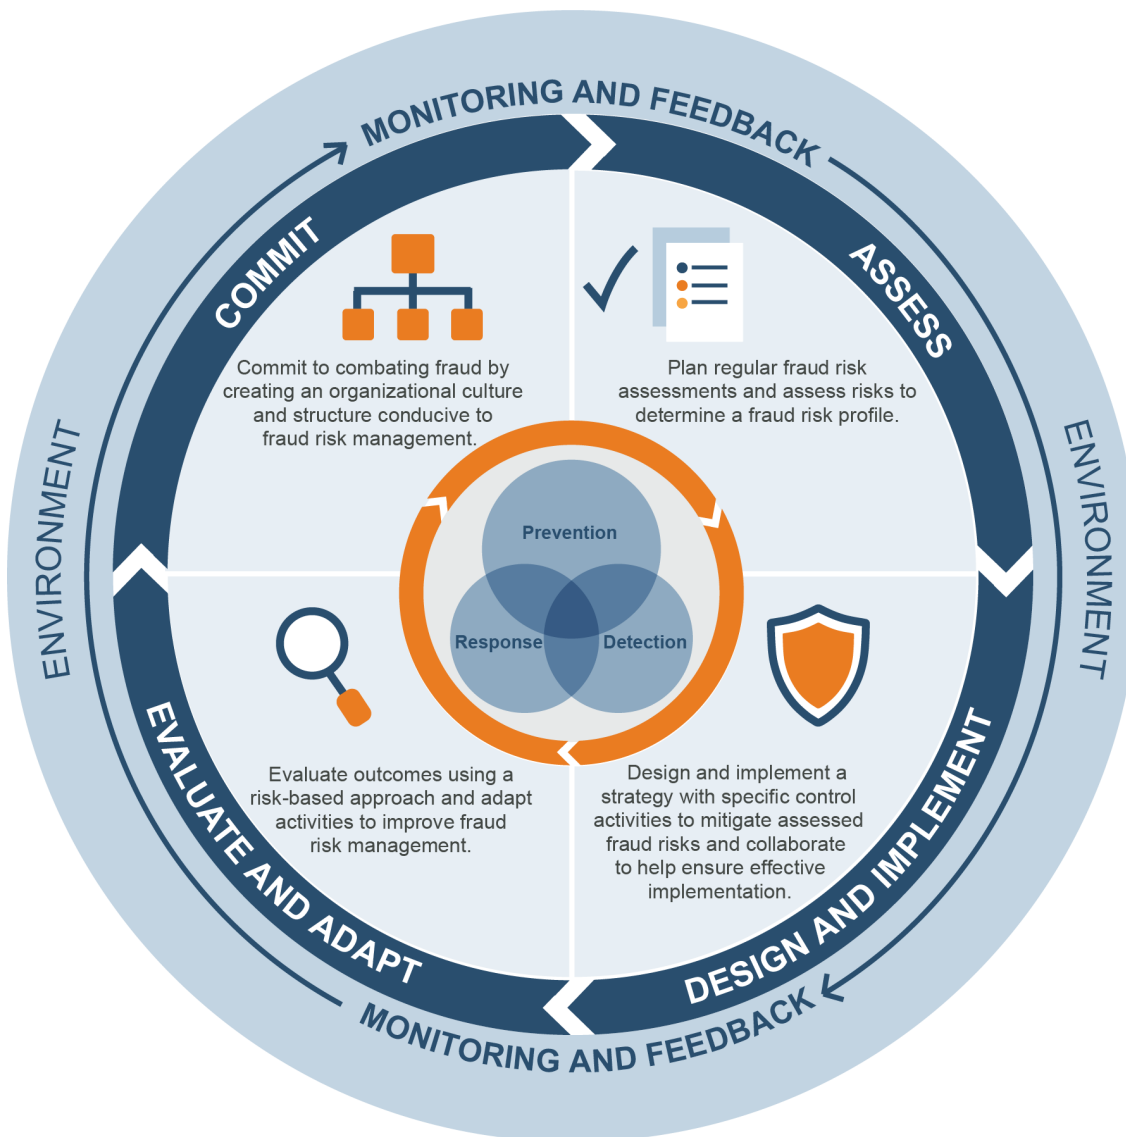 MONITORING AND FEEDBACK
COMMIT
ASSESS
Commit to combating fraud by
creating an organizational culture
and structure conducive to
fraud risk management.
Plan regular fraud risk
assessments and assess risks to
determine a fraud risk profile.
ENVIRONMENT
ENVIRONMENT
Prevention
Response
Detection
EVALUATE AND ADAPT
Evaluate outcomes using a
risk-based approach and adapt
activities to improve fraud
risk management.
Design and implement a
strategy with specific control
activities to mitigate assessed
fraud risks and collaborate
to help ensure effective
implementation.
DESIGN AND IMPLEMENT
MONITORING AND FEEDBACK